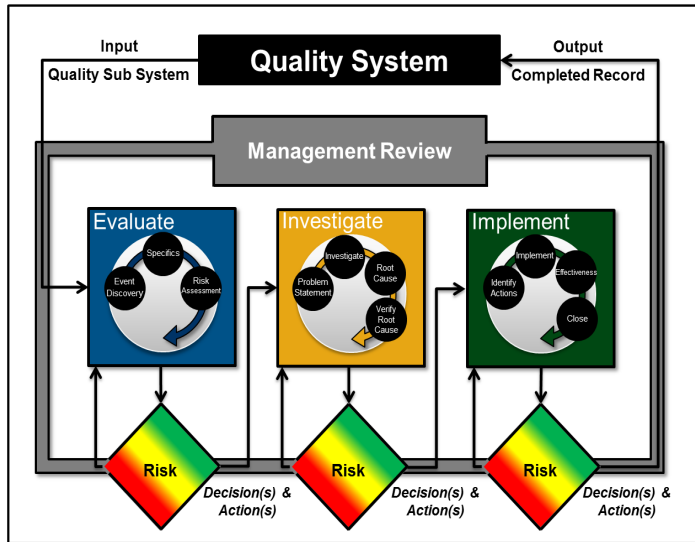 Input
Quality System
Output
Quality Sub System
Completed Record
Management Review
Evaluate
Specifics
Event
Discovery
Risk
Assessment
Investigate
Investigate
Problem
Statement
Root
Cause
Verify
Root
Cause
Implement
Implement
Identify
Actions
Effectiveness
Close
Risk
Decision(s) &
Action(s)
Risk
Decision(s) &
Action(s)
Risk
Decision(s) &
Action(s)